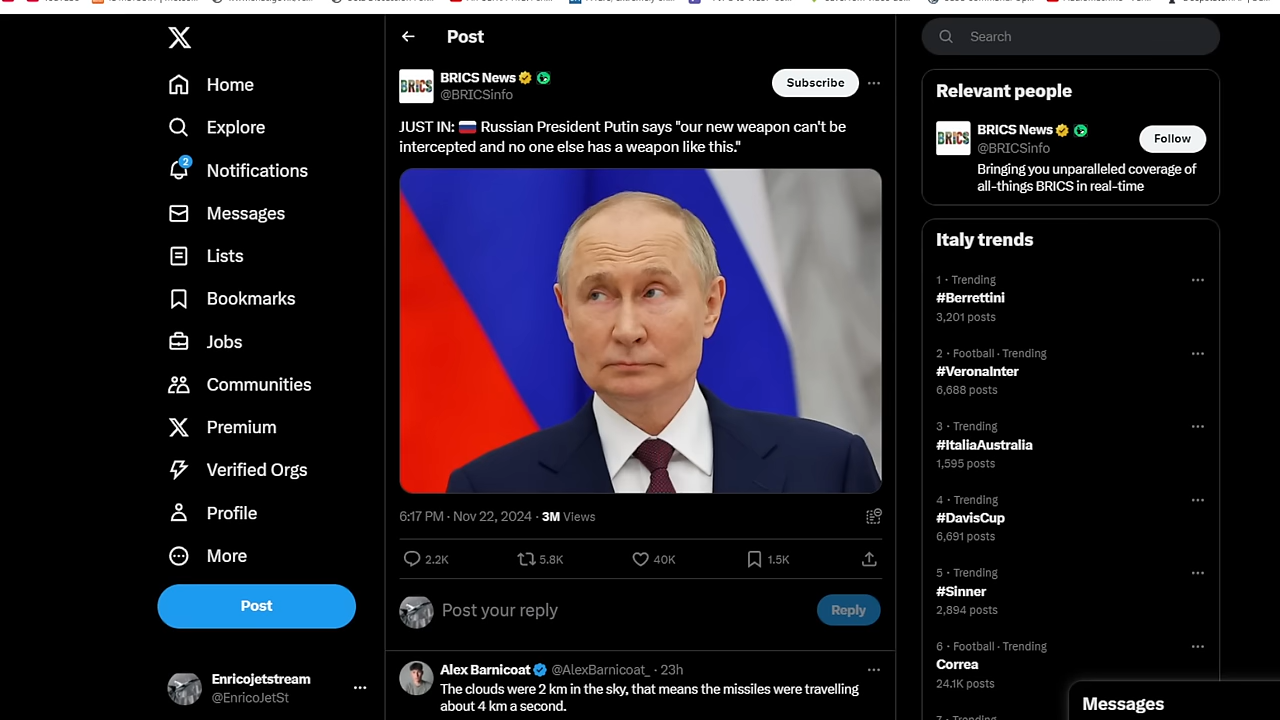 Post
Search
Home
Explore
2
Notifications
Messages
Lists
Bookmarks
Jobs
Communities
Premium
Verified Orgs
Profile
More
Post
Enricojetstream
@EnricoJetSt
BRICS
BRICS News
@BRICSinfo
Subscribe
JUST IN: 🇷🇺 Russian President Putin says "our new weapon can't be
intercepted and no one else has a weapon like this."
6:17 PM · Nov 22, 2024 · 3M Views
2.2K 5.8K 40K 1.5K
Post your reply
Reply
Alex Barnicoat @AlexBarnicoat_ · 23h
The clouds were 2 km in the sky, that means the missiles were travelling
about 4 km a second.
Relevant people
BRICS
BRICS News
@BRICSinfo
Follow
Bringing you unparalleled coverage of
all-things BRICS in real-time
Italy trends
1 · Trending
#Berrettini
3,201 posts
2 · Football · Trending
#VeronaInter
6,688 posts
3 · Trending
#ItaliaAustralia
1,595 posts
4 · Trending
#DavisCup
6,691 posts
5 · Trending
#Sinner
2,894 posts
6 · Football · Trending
Correa
24.1K posts
Messages